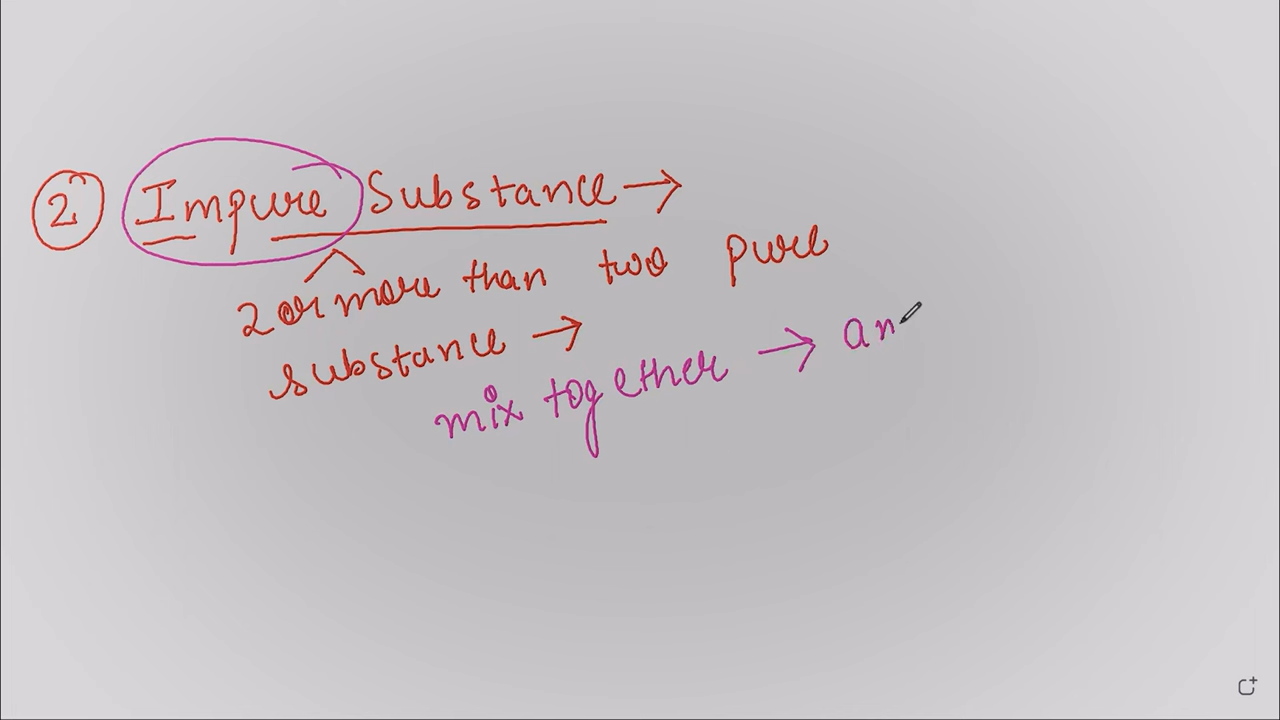 2 Impure Substance →
2 or more than two pure
substance →
mix together → an